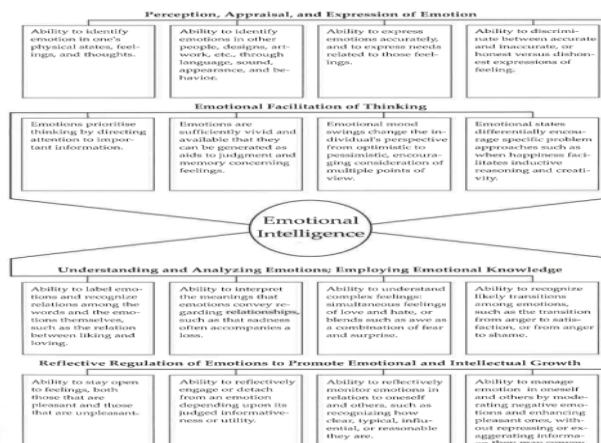 Perception, Appraisal, and Expression of Emotion
Ability to identify
emotion in one's
physical states, feel-
ings, and thoughts.
Ability to identify
emotions in other
people, designs, art-
work, etc., through
language, sound,
appearance, and be-
havior.
Ability to express
emotions accurately,
and to express needs
related to those feel-
ings.
Ability to discrimi-
nate between accurate
and inaccurate, or
honest versus dishon-
est expressions of
feeling.
Emotional Facilitation of Thinking
Emotions prioritise
thinking by directing
attention to impor-
tant information.
Emotions are
sufficiently vivid and
available that they
can be generated as
aids to judgment and
memory concerning
feelings.
Emotional mood
swings change the in-
dividual's perspective
from optimistic to
pessimistic, encourag-
ing consideration of
multiple points of
view.
Emotional states
differentially encou-
rage specific problem
approaches such as
when happiness faci-
litates inductive
reasoning and creati-
vity.
Emotional
Intelligence
Understanding and Analyzing Emotions; Employing Emotional Knowledge
Ability to label emo-
tions and recognize
relations among the
words and the emo-
tions themselves,
such as the relation
between liking and
loving.
Ability to interpret
the meanings that
emotions convey re-
garding relationships,
such as that sadness
often accompanies a
loss.
Ability to understand
complex feelings:
simultaneous feelings
of love and hate, or
blends such as awe as
a combination of fear
and surprise.
Ability to recognize
likely transitions
among emotions,
such as the transition
from anger to satis-
faction, or from anger
to shame.
Reflective Regulation of Emotions to Promote Emotional and Intellectual Growth
Ability to stay open
to feelings, both
those that are
pleasant and those
that are unpleasant.
Ability to reflectively
engage or detach
from an emotion
depending upon its
judged informative-
ness or utility.
Ability to reflectively
monitor emotions in
relation to oneself
and others, such as
recognizing how
clear, typical, influ-
ential, or reasonable
they are.
Ability to manage
emotion in oneself
and others by mode-
rating negative emo-
tions and enhancing
pleasant ones, with-
out repressing or ex-
aggerating informa-